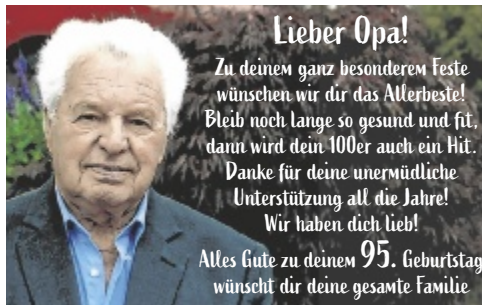 Lieber Opa!
Zu deinem ganz besonderem Feste
wünschen wir dir das Allerbeste!
Bleib noch lange so gesund und fit,
dann wird dein 100er auch ein Hit.
Danke für deine unermüdliche
Unterstützung all die Jahre!
Wir haben dich lieb!
Alles Gute zu deinem 95. Geburtstag
wünscht dir deine gesamte Familie